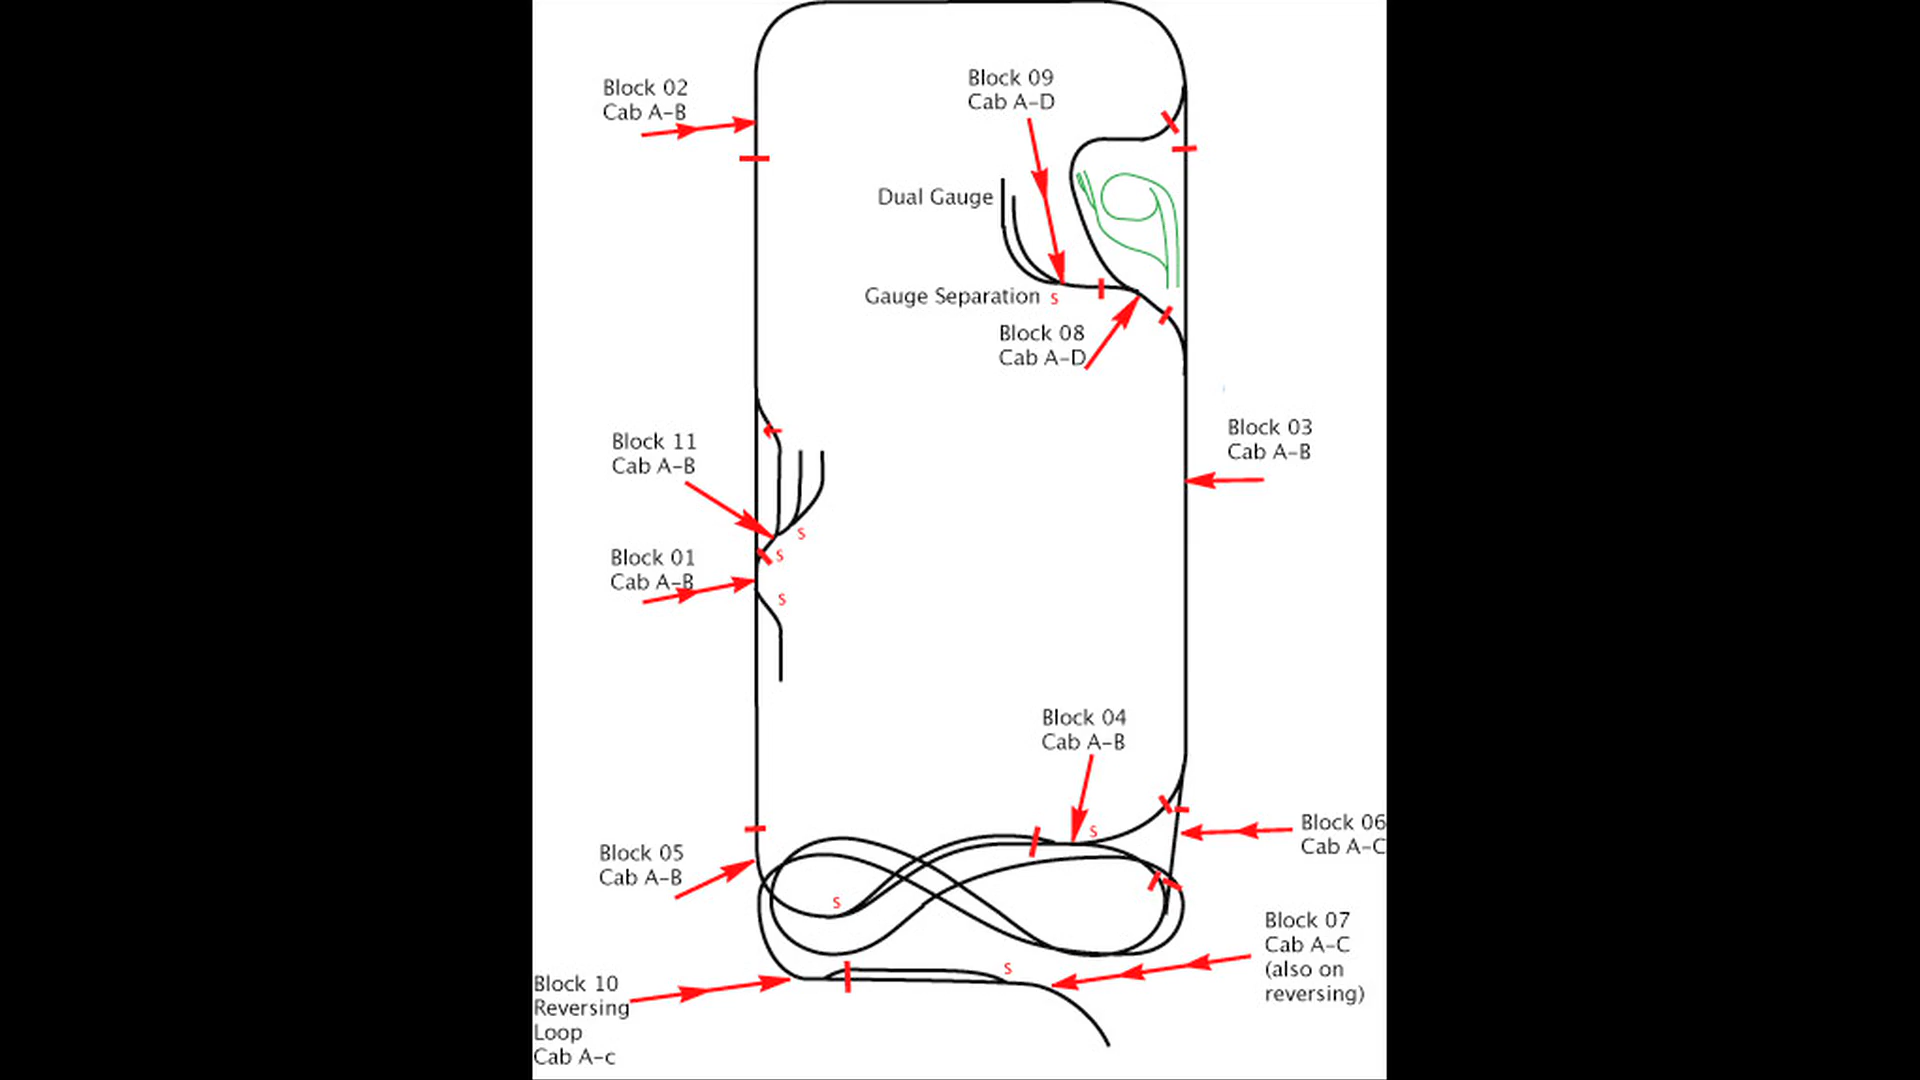 Block 02
Cab A-B
Block 09
Cab A-D
Dual Gauge
Gauge Separation s
Block 08
Cab A-D
Block 03
Cab A-B
Block 11
Cab A-B
s
s
Block 01
Cab A-B
s
Block 04
Cab A-B
s
Block 06
Cab A-C
Block 05
Cab A-B
s
Block 07
Cab A-C
(also on
reversing)
s
Block 10
Reversing
Loop
Cab A-c